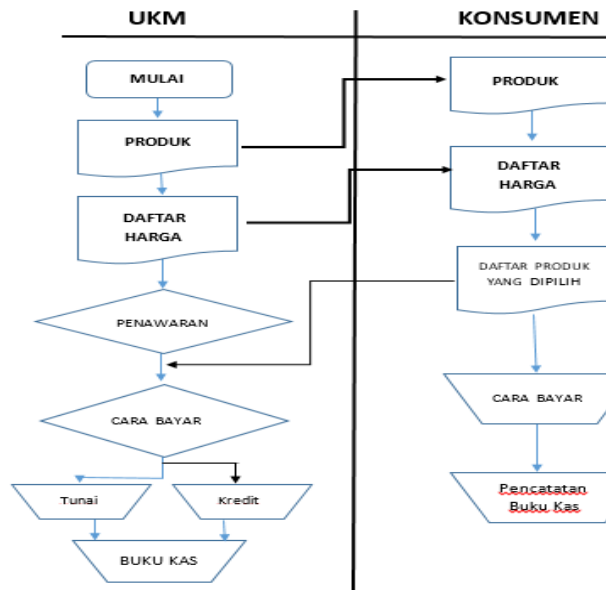 UKM
MULAI
PRODUK
DAFTAR
HARGA
PENAWARAN
CARA BAYAR
Tunai
Kredit
BUKU KAS
KONSUMEN
PRODUK
DAFTAR
HARGA
DAFTAR PRODUK
YANG DIPILIH
CARA BAYAR
Pencatatan
Buku Kas